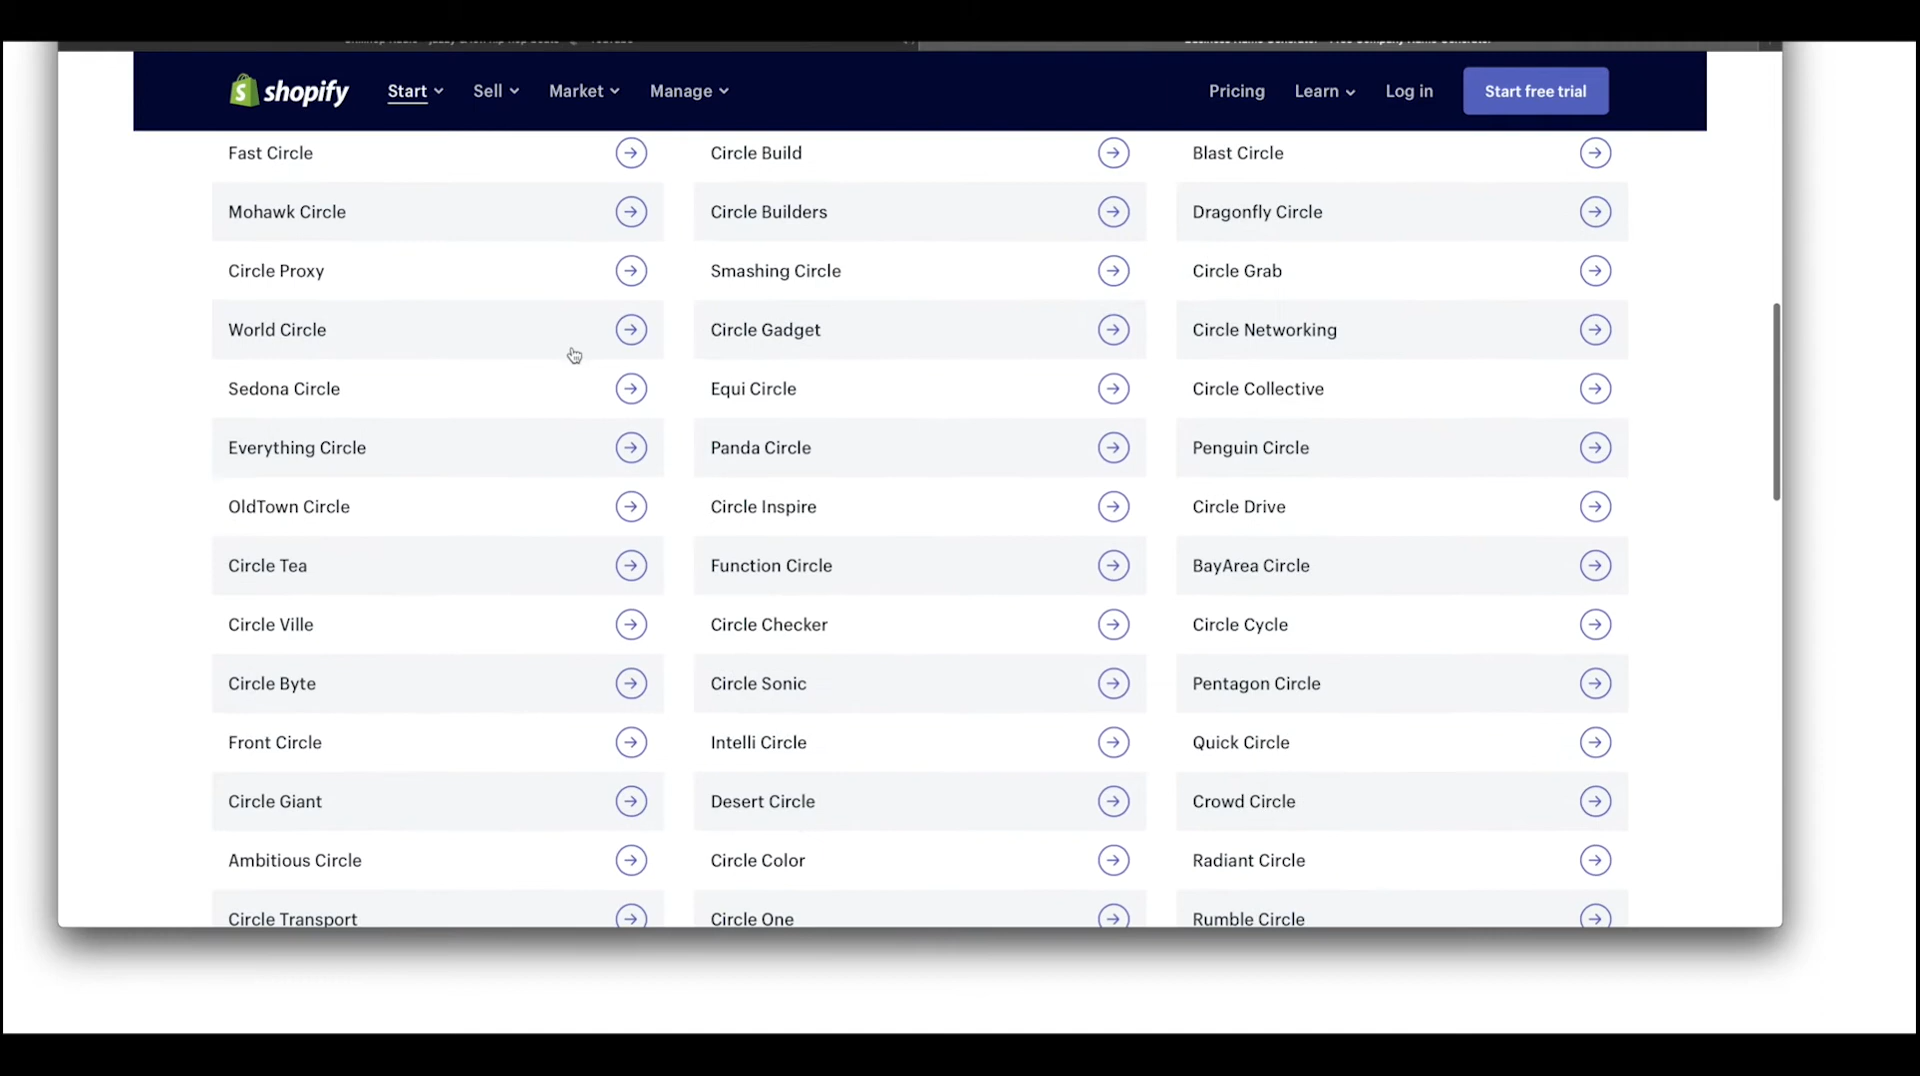 shopify Start Sell Market Manage Pricing Learn Log in Start free trial
Fast Circle Circle Build Blast Circle
Mohawk Circle Circle Builders Dragonfly Circle
Circle Proxy Smashing Circle Circle Grab
World Circle Circle Gadget Circle Networking
Sedona Circle Equi Circle Circle Collective
Everything Circle Panda Circle Penguin Circle
OldTown Circle Circle Inspire Circle Drive
Circle Tea Function Circle BayArea Circle
Circle Ville Circle Checker Circle Cycle
Circle Byte Circle Sonic Pentagon Circle
Front Circle Intelli Circle Quick Circle
Circle Giant Desert Circle Crowd Circle
Ambitious Circle Circle Color Radiant Circle
Circle Transport Circle One Rumble Circle